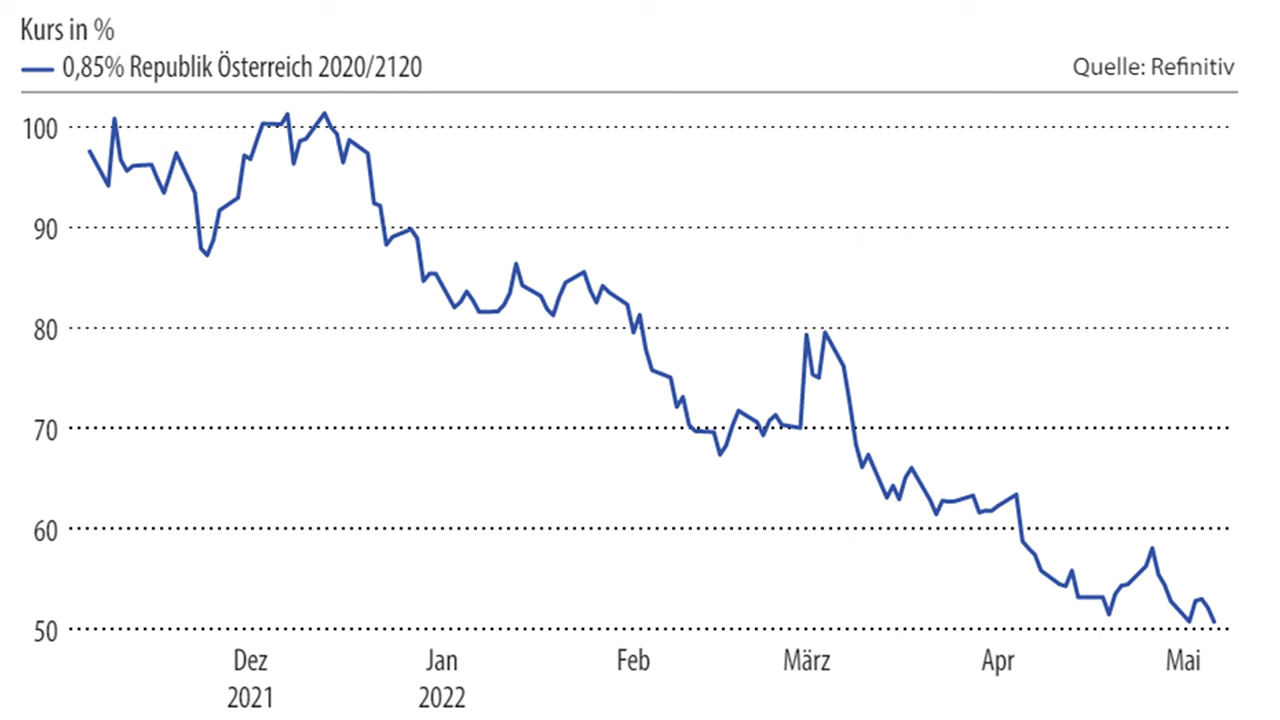 Kurs in %
0,85% Republik Österreich 2020/2120
Quelle: Refinitiv
100
90
80
70
60
50
Dez Jan Feb März Apr Mai
2021 2022